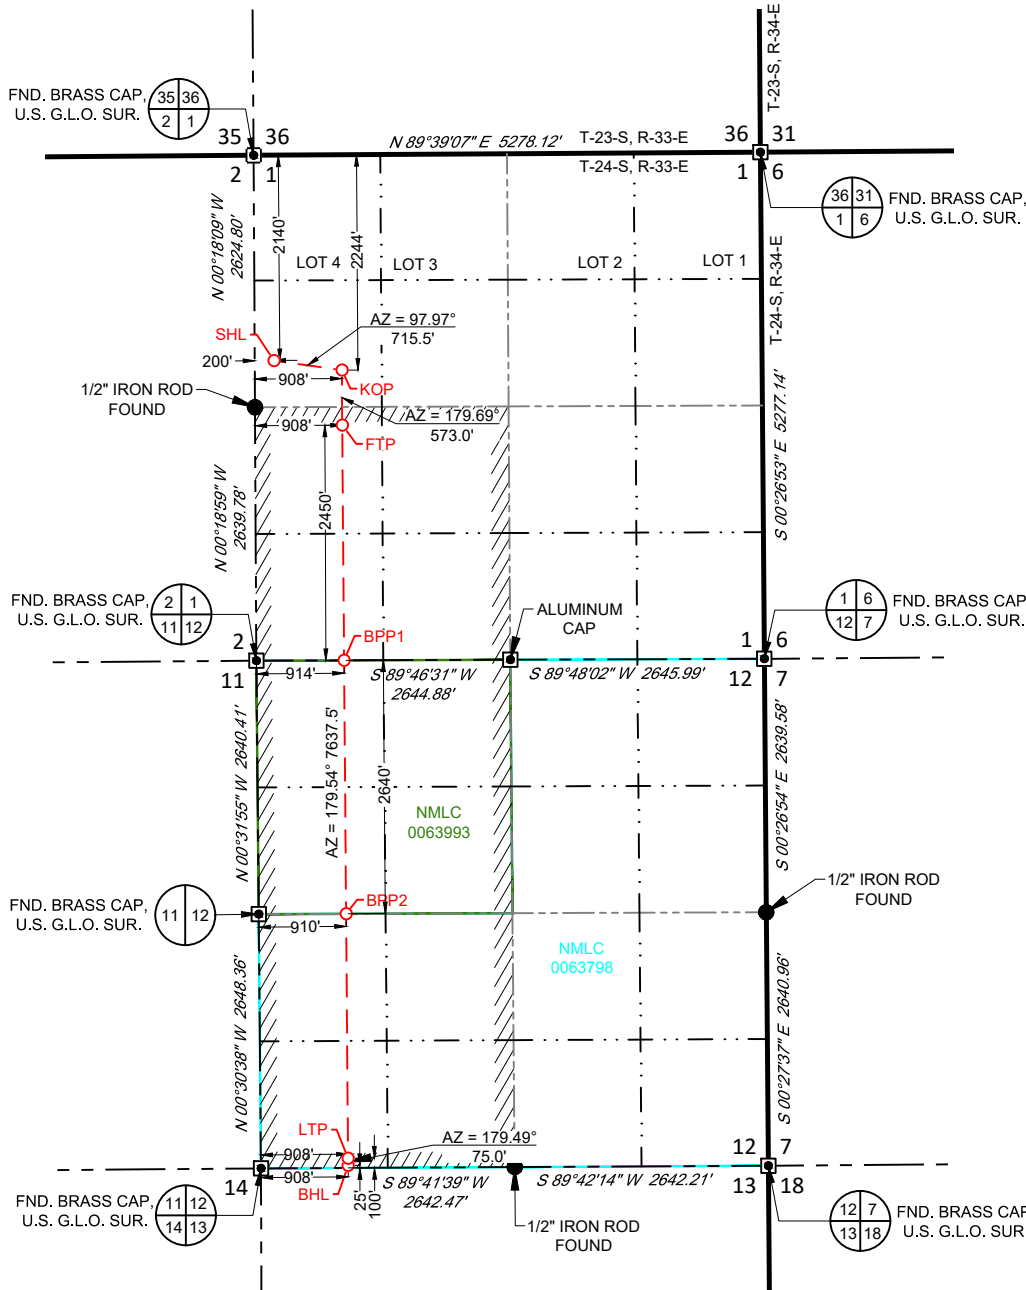 T-23-S, R-34-E
FND. BRASS CAP,
U.S. G.L.O. SUR.
35 36
2 1
35 36
N 89°39'07" E 5278.12'
T-23-S, R-33-E
36 31
2 1
T-24-S, R-33-E
1 6
36 31
1 6
FND. BRASS CAP,
U.S. G.L.O. SUR.
N 00°18'09" W
2624.80'
2140'
2244'
T-24-S, R-34-E
LOT 4
LOT 3
LOT 2
LOT 1
AZ = 97.97°
715.5'
SHL
200'
KOP
908'
1/2" IRON ROD
FOUND
AZ = 179.69°
573.0'
908'
FTP
2450'
N 00°18'59" W
2639.78'
S 00°26'53" E 5277.14'
FND. BRASS CAP,
U.S. G.L.O. SUR.
2 1
11 12
ALUMINUM
CAP
1 6
12 7
FND. BRASS CAP
U.S. G.L.O. SUR.
2
BPP1
1 6
11
914'
S 89°46'31" W
2644.88'
S 89°48'02" W 2645.99'
12 7
N 00°31'55" W 2640.41'
AZ = 179.54° 7637.5'
2640'
S 00°26'54" E 2639.58'
NMLC
0063993
1/2" IRON ROD
FOUND
FND. BRASS CAP,
U.S. G.L.O. SUR.
11 12
BPP2
910'
NMLC
0063798
N 00°30'38" W 2648.36'
S 00°27'37" E 2640.96'
LTP
AZ = 179.49°
75.0'
908'
12 7
14
908'
BHL
25'
100'
S 89°41'39" W
2642.47'
S 89°42'14" W 2642.21'
13 18
FND. BRASS CAP,
U.S. G.L.O. SUR.
11 12
14 13
1/2" IRON ROD
FOUND
12 7
13 18
FND. BRASS CAP
U.S. G.L.O. SUR